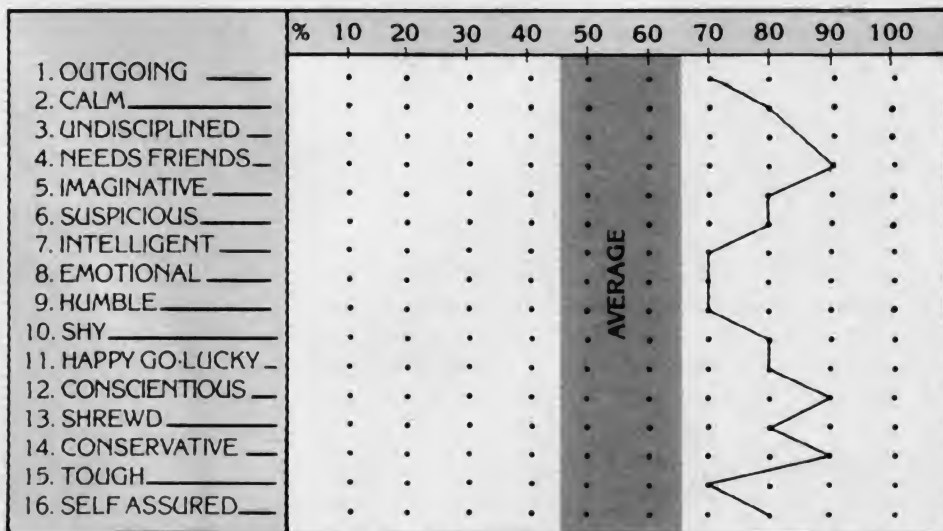 % 10 20 30 40 50 60 70 80 90 100
1. OUTGOING
2. CALM
3. UNDISCIPLINED
4. NEEDS FRIENDS
5. IMAGINATIVE
6. SUSPICIOUS
7. INTELLIGENT
8. EMOTIONAL
9. HUMBLE
10. SHY
11. HAPPY GO-LUCKY
12. CONSCIENTIOUS
13. SHREWD
14. CONSERVATIVE
15. TOUGH
16. SELF ASSURED
AVERAGE